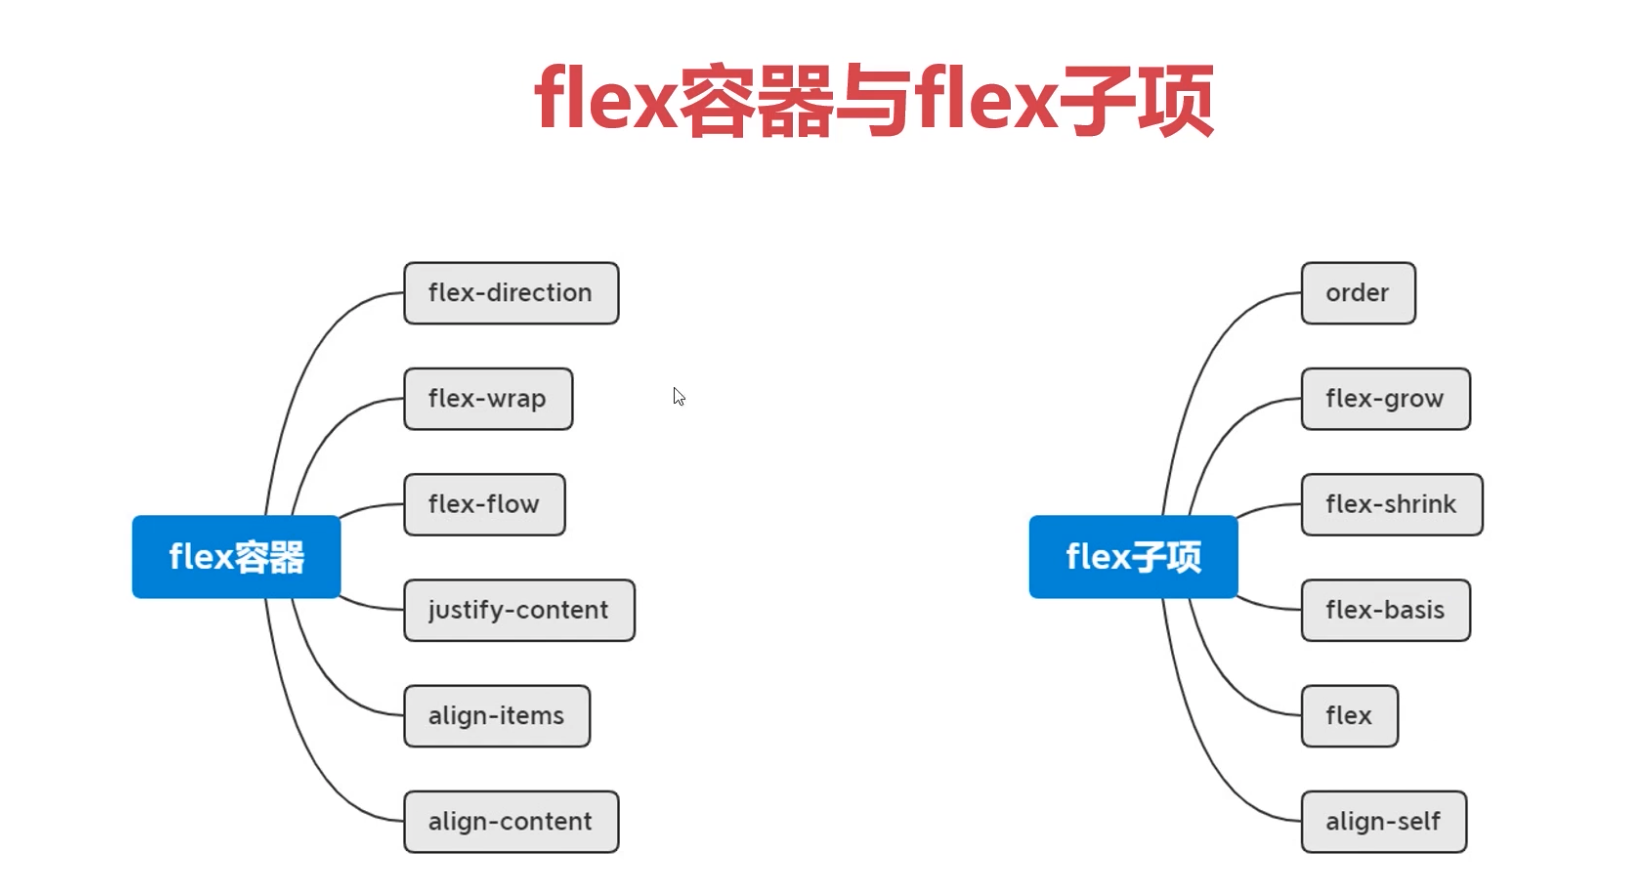 flex容器与flex子项
flex容器
flex-direction
flex-wrap
flex-flow
justify-content
align-items
align-content
flex子项
order
flex-grow
flex-shrink
flex-basis
flex
align-self